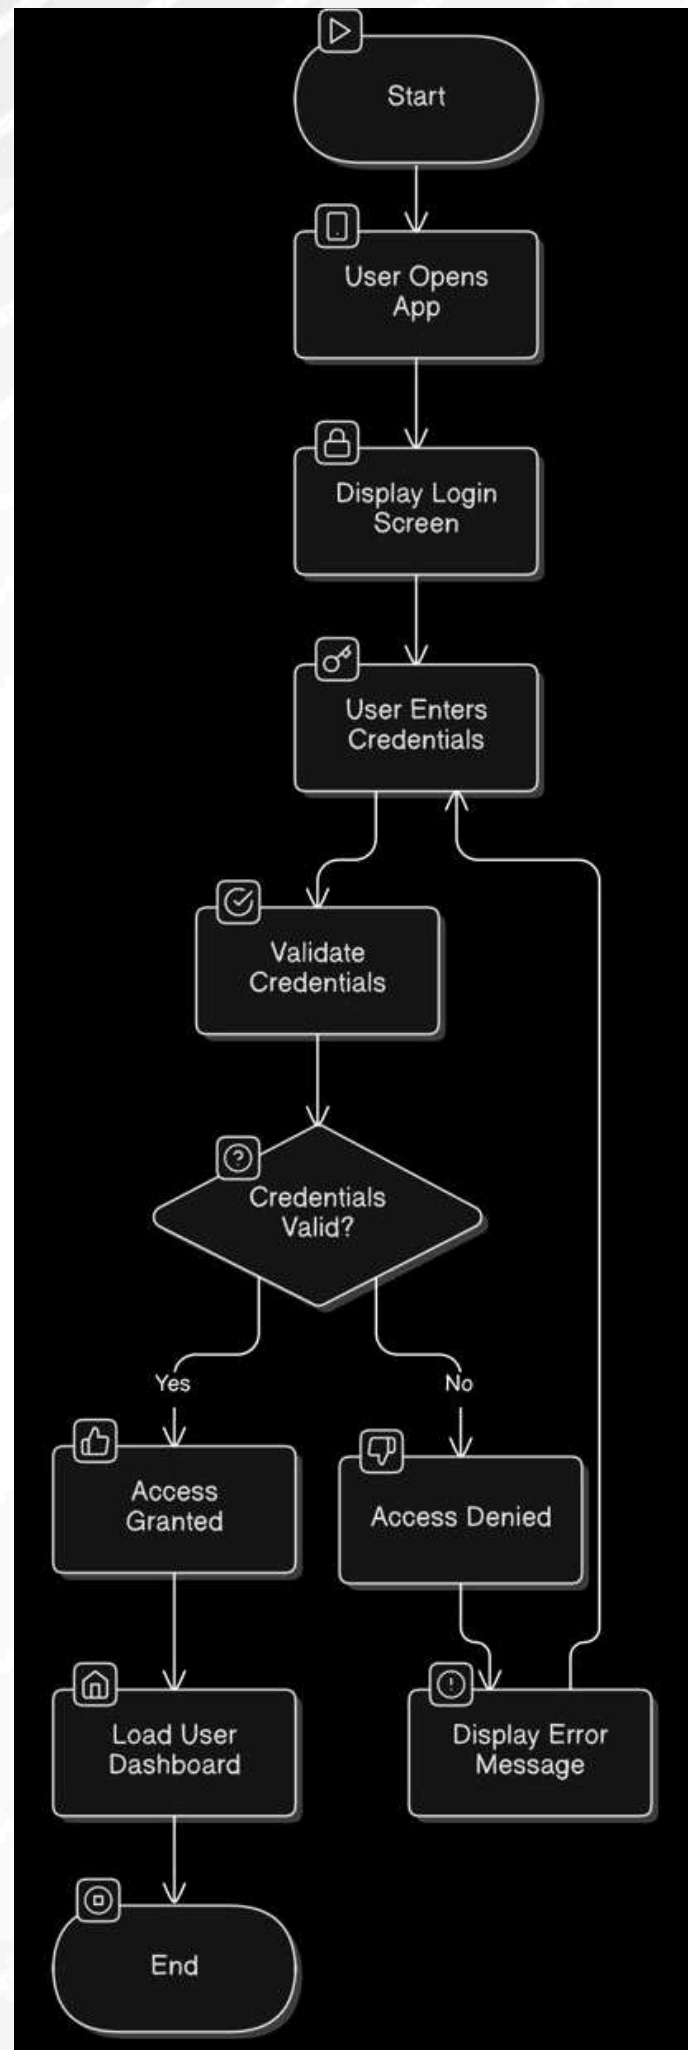 Start
User Opens
App
Display Login
Screen
User Enters
Credentials
Validate
Credentials
Credentials
Valid?
Yes
No
Access
Granted
Access Denied
Load User
Dashboard
Display Error
Message
End